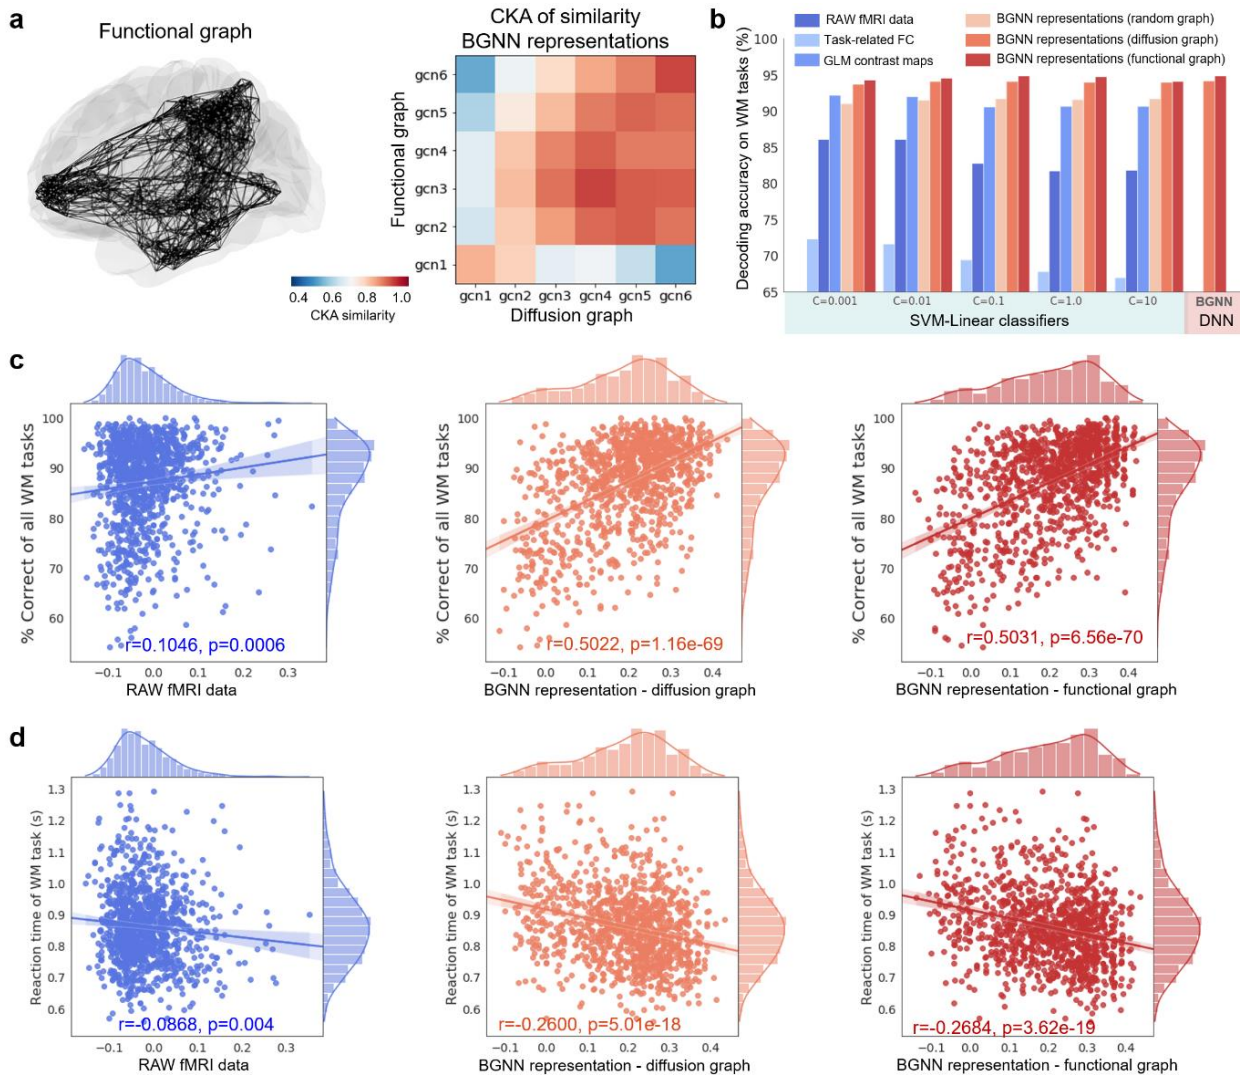 a
Functional graph
CKA of similarity
BGNN representations
Functional graph
gcn6
gcn5
gcn4
gcn3
gcn2
gcn1
gcn1 gcn2 gcn3 gcn4 gcn5 gcn6
Diffusion graph
0.4 0.6 0.8 1.0
CKA similarity
b
RAW fMRI data
Task-related FC
GLM contrast maps
BGNN representations (random graph)
BGNN representations (diffusion graph)
BGNN representations (functional graph)
Decoding accuracy on WM tasks (%)
100
95
90
85
80
75
70
65
C=0.001 C=0.01 C=0.1 C=1.0 C=10 BGNN
SVM-Linear classifiers DNN
c
% Correct of all WM tasks
100
90
80
70
60
r=0.1046, p=0.0006
−0.1 0.0 0.1 0.2 0.3
RAW fMRI data
% Correct of all WM tasks
100
90
80
70
60
r=0.5022, p=1.16e-69
−0.1 0.0 0.1 0.2 0.3 0.4
BGNN representation - diffusion graph
% Correct of all WM tasks
100
90
80
70
60
r=0.5031, p=6.56e-70
−0.1 0.0 0.1 0.2 0.3 0.4
BGNN representation - functional graph
d
Reaction time of WM task (s)
1.3
1.2
1.1
1.0
0.9
0.8
0.7
0.6
r=-0.0868, p=0.004
−0.1 0.0 0.1 0.2 0.3
RAW fMRI data
Reaction time of WM task (s)
1.3
1.2
1.1
1.0
0.9
0.8
0.7
0.6
r=-0.2600, p=5.01e-18
−0.1 0.0 0.1 0.2 0.3 0.4
BGNN representation - diffusion graph
Reaction time of WM task (s)
1.3
1.2
1.1
1.0
0.9
0.8
0.7
0.6
r=-0.2684, p=3.62e-19
−0.1 0.0 0.1 0.2 0.3 0.4
BGNN representation - functional graph